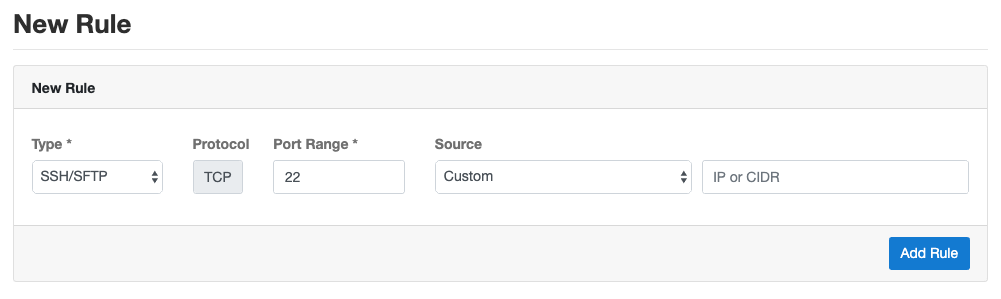 New Rule
New Rule
Type * Protocol Port Range * Source
SSH/SFTP TCP 22 Custom IP or CIDR
Add Rule